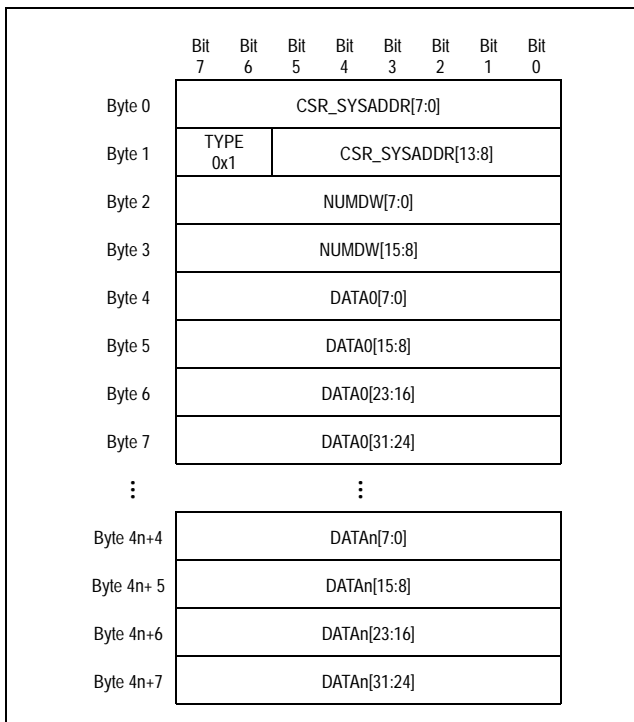 Bit Bit Bit Bit Bit Bit Bit Bit
7 6 5 4 3 2 1 0
Byte 0 CSR_SYSADDR[7:0]
Byte 1 TYPE 0x1 CSR_SYSADDR[13:8]
Byte 2 NUMDW[7:0]
Byte 3 NUMDW[15:8]
Byte 4 DATA0[7:0]
Byte 5 DATA0[15:8]
Byte 6 DATA0[23:16]
Byte 7 DATA0[31:24]
⋮ ⋮
Byte 4n+4 DATAn[7:0]
Byte 4n+ 5 DATAn[15:8]
Byte 4n+6 DATAn[23:16]
Byte 4n+7 DATAn[31:24]